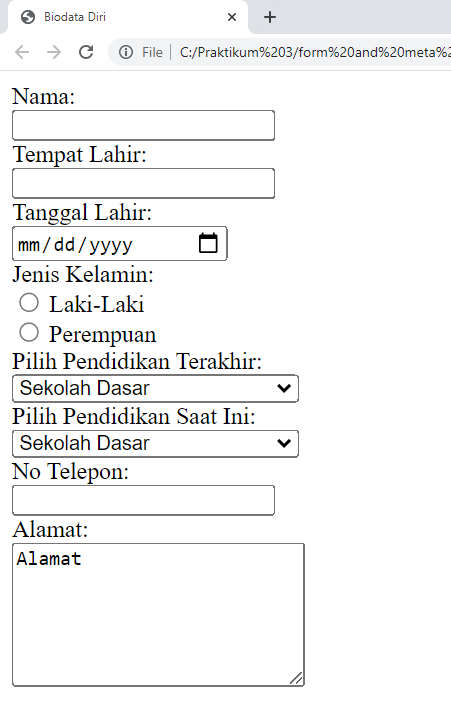 Biodata Diri
File C:/Praktikum%203/form%20and%20meta%2
Nama:
Tempat Lahir:
Tanggal Lahir:
mm/dd/yyyy
Jenis Kelamin:
Laki-Laki
Perempuan
Pilih Pendidikan Terakhir:
Sekolah Dasar
Pilih Pendidikan Saat Ini:
Sekolah Dasar
No Telepon:
Alamat:
Alamat